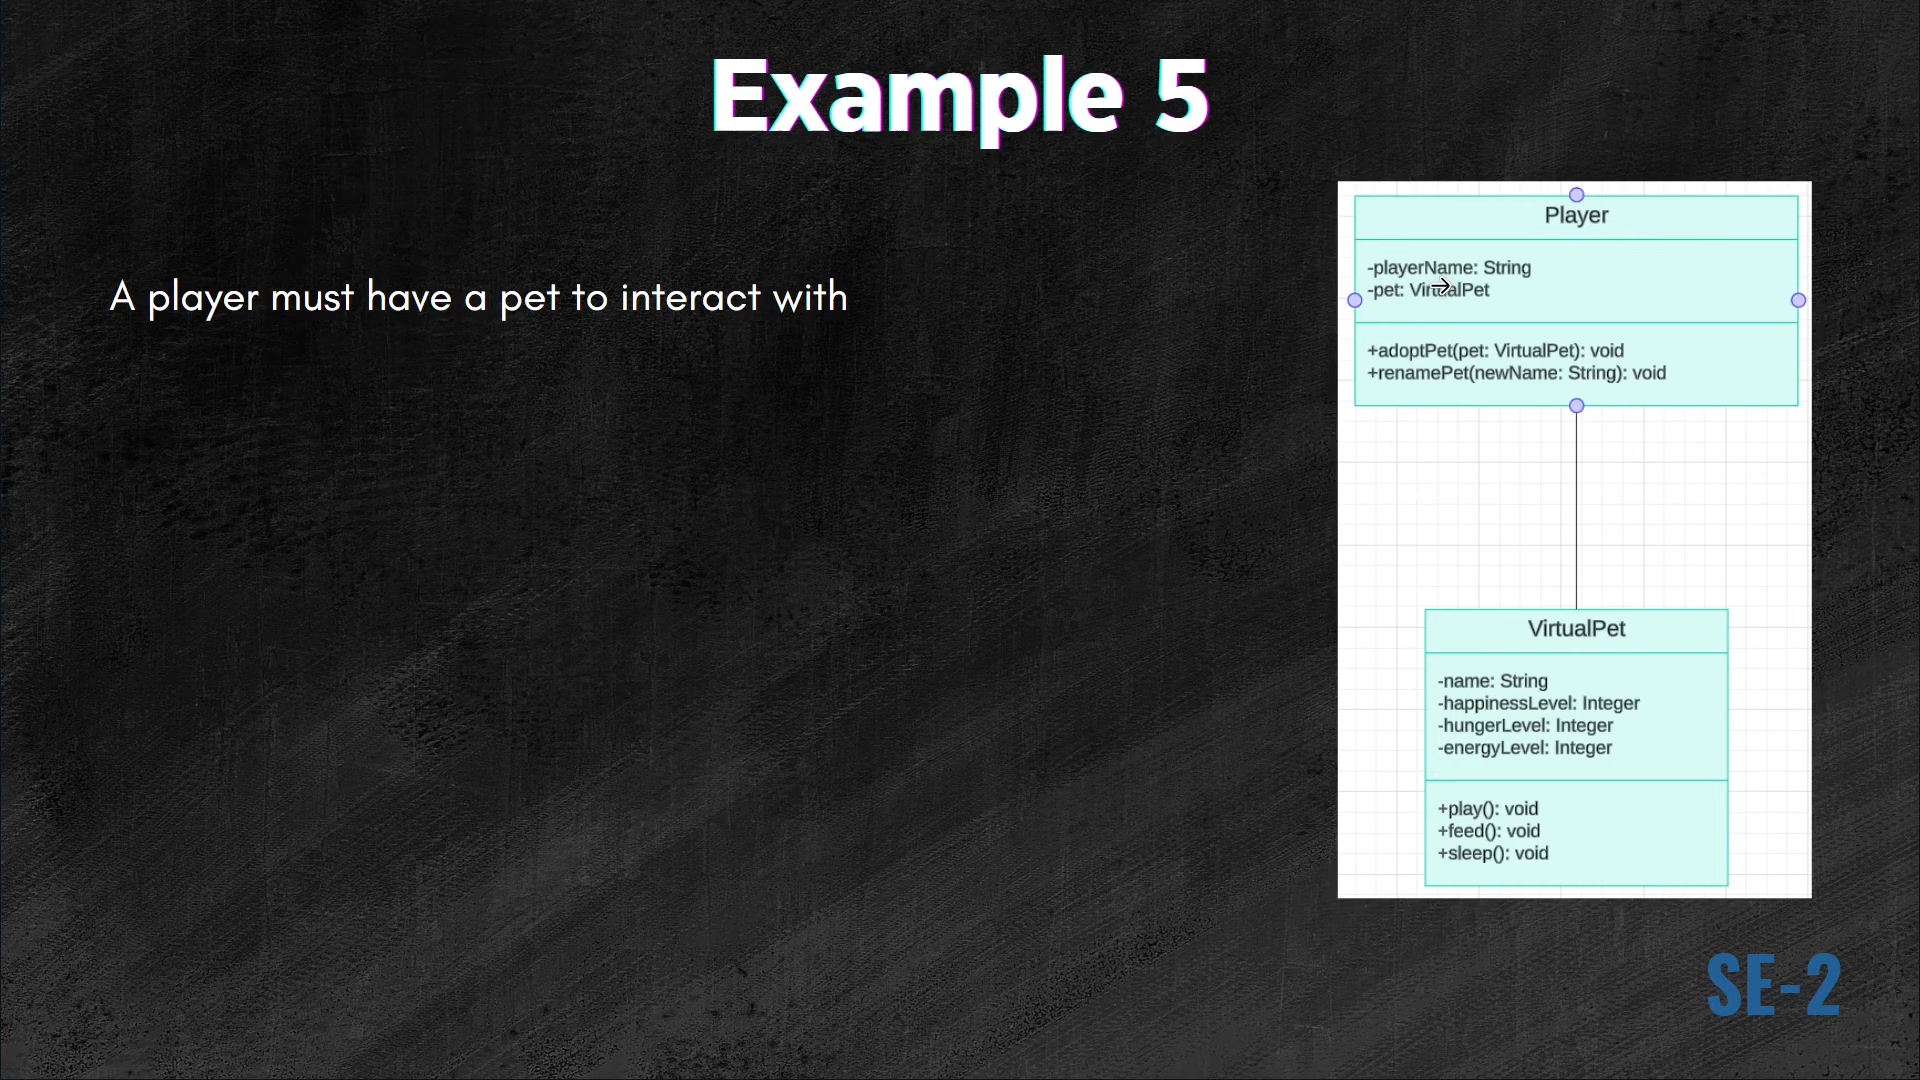 Example 5
A player must have a pet to interact with
Player
-playerName: String
-pet: VirtualPet
+adoptPet(pet: VirtualPet): void
+renamePet(newName: String): void
VirtualPet
-name: String
-happinessLevel: Integer
-hungerLevel: Integer
-energyLevel: Integer
+play(): void
+feed(): void
+sleep(): void
SE-2